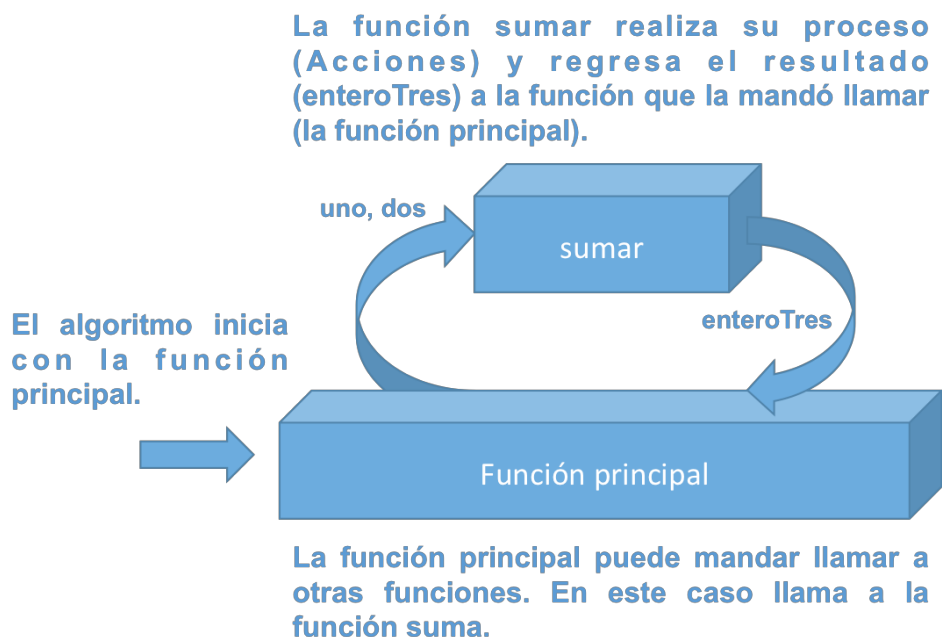 La función sumar realiza su proceso
(Acciones) y regresa el resultado
(enteroTres) a la función que la mandó llamar
(la función principal).
uno, dos
sumar
enteroTres
El algoritmo inicia
con la función
principal.
Función principal
La función principal puede mandar llamar a
otras funciones. En este caso llama a la
función suma.